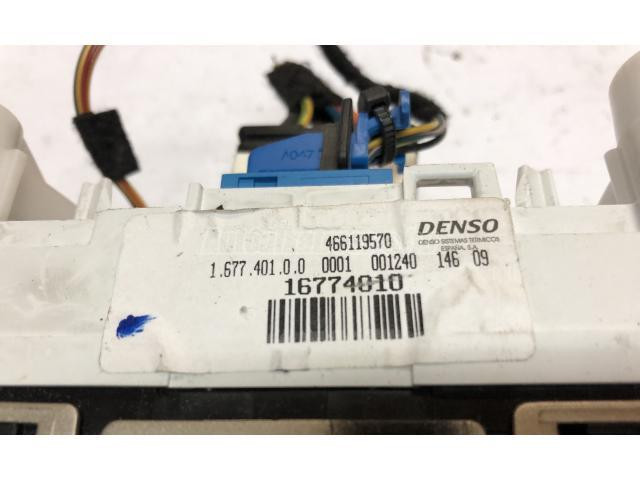 466119570
DENSO
DENSO SISTEMAS TERMICOS
ESPAÑA, S.A.
1.677.401.0.0 0001 001240 146 09
16774010